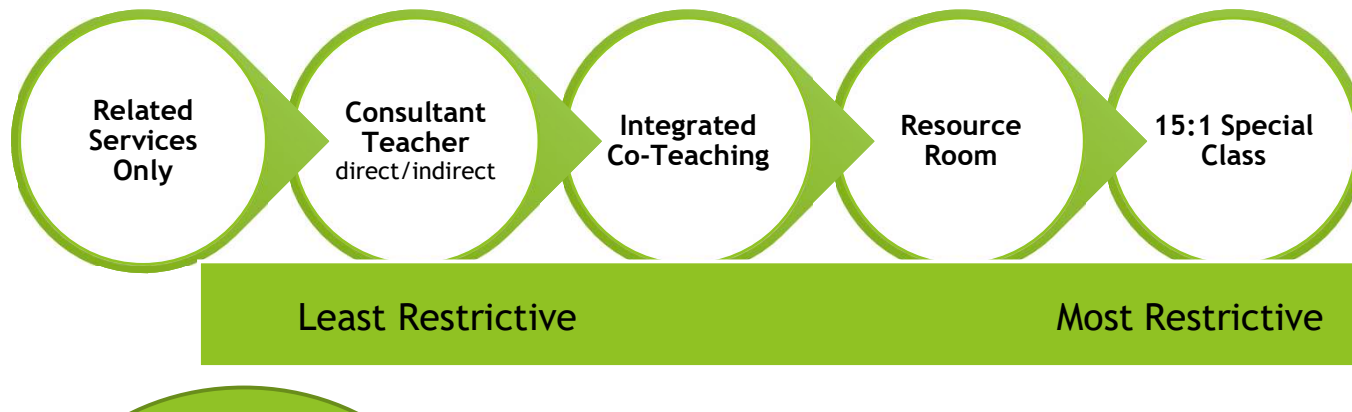 Related
Services
Only
Consultant
Teacher
direct/indirect
Integrated
Co-Teaching
Resource
Room
15:1 Special
Class
Least Restrictive
Most Restrictive